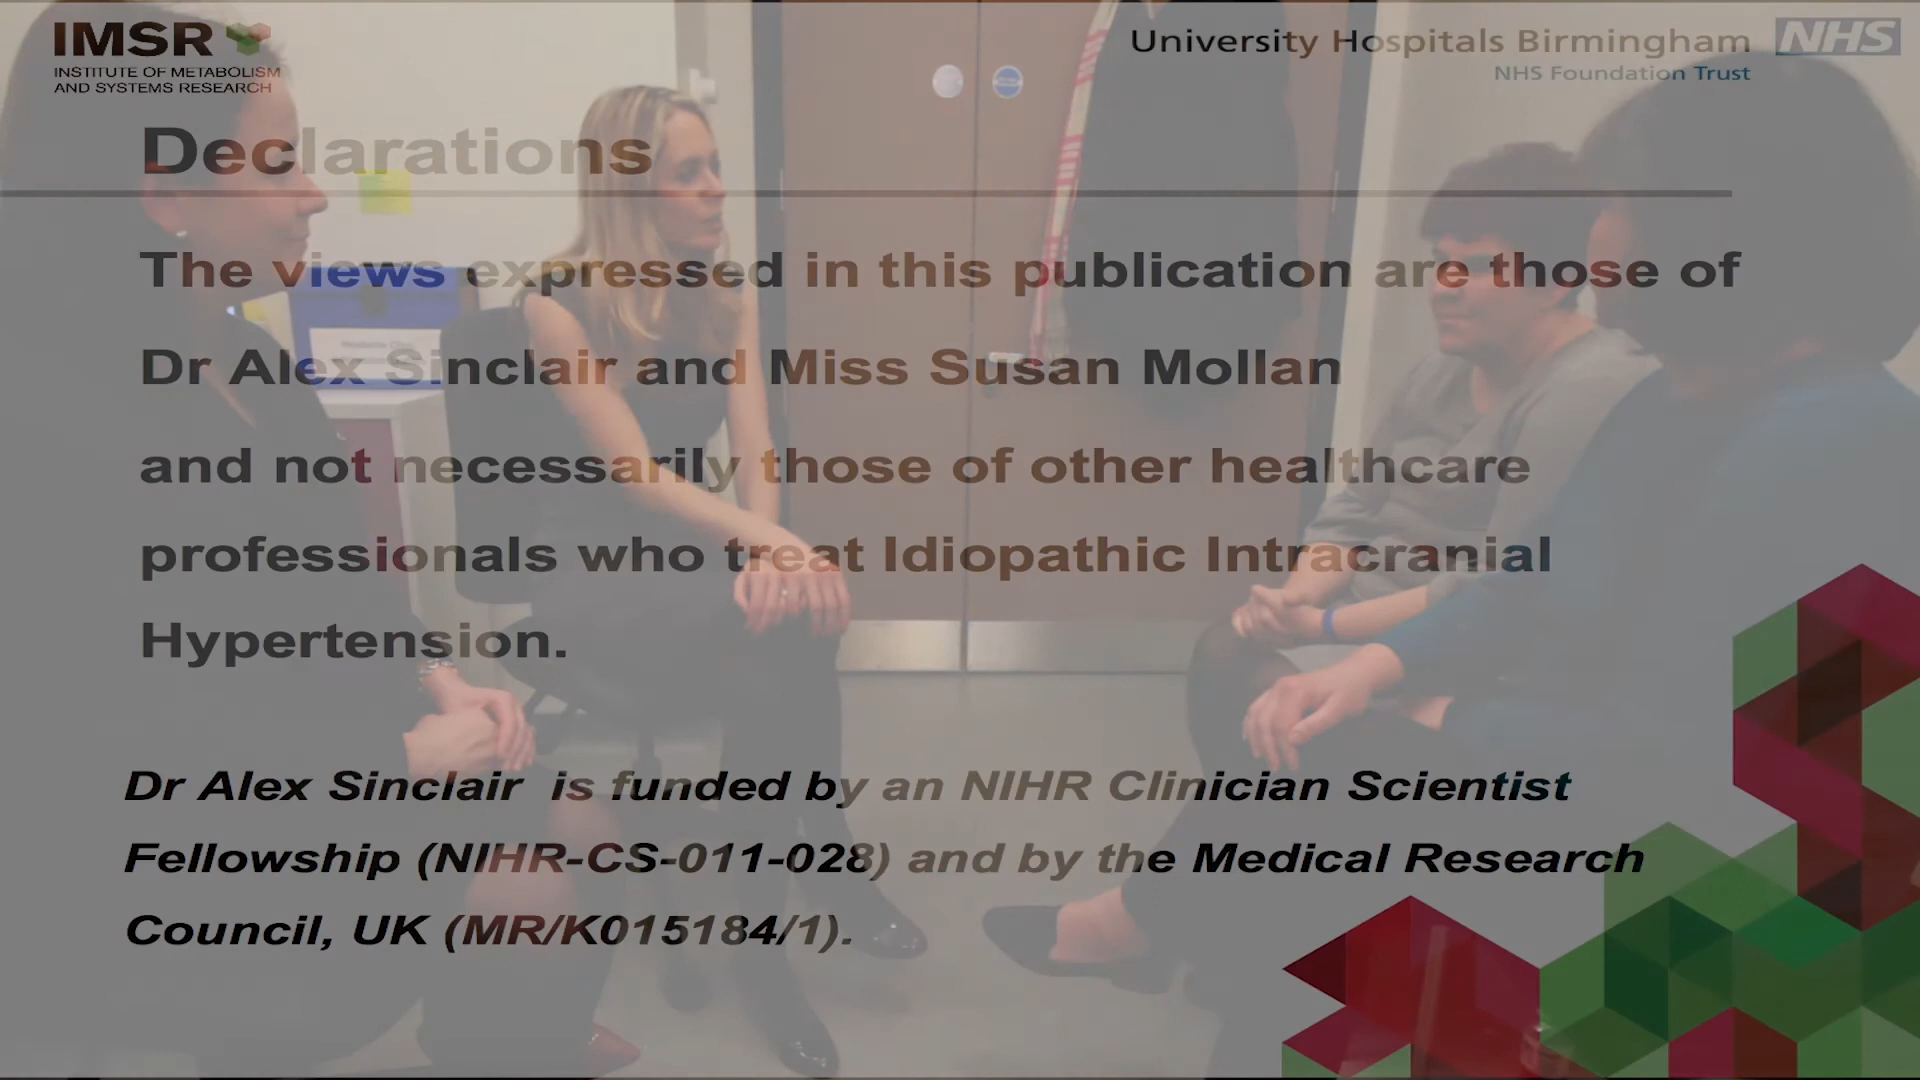 IMSR
INSTITUTE OF METABOLISM
AND SYSTEMS RESEARCH
University Hospitals Birmingham NHS
NHS Foundation Trust
Declarations
The views expressed in this publication are those of
Dr Alex Sinclair and Miss Susan Mollan
and not necessarily those of other healthcare
professionals who treat Idiopathic Intracranial
Hypertension.
Dr Alex Sinclair is funded by an NIHR Clinician Scientist
Fellowship (NIHR-CS-011-028) and by the Medical Research
Council, UK (MR/K015184/1).